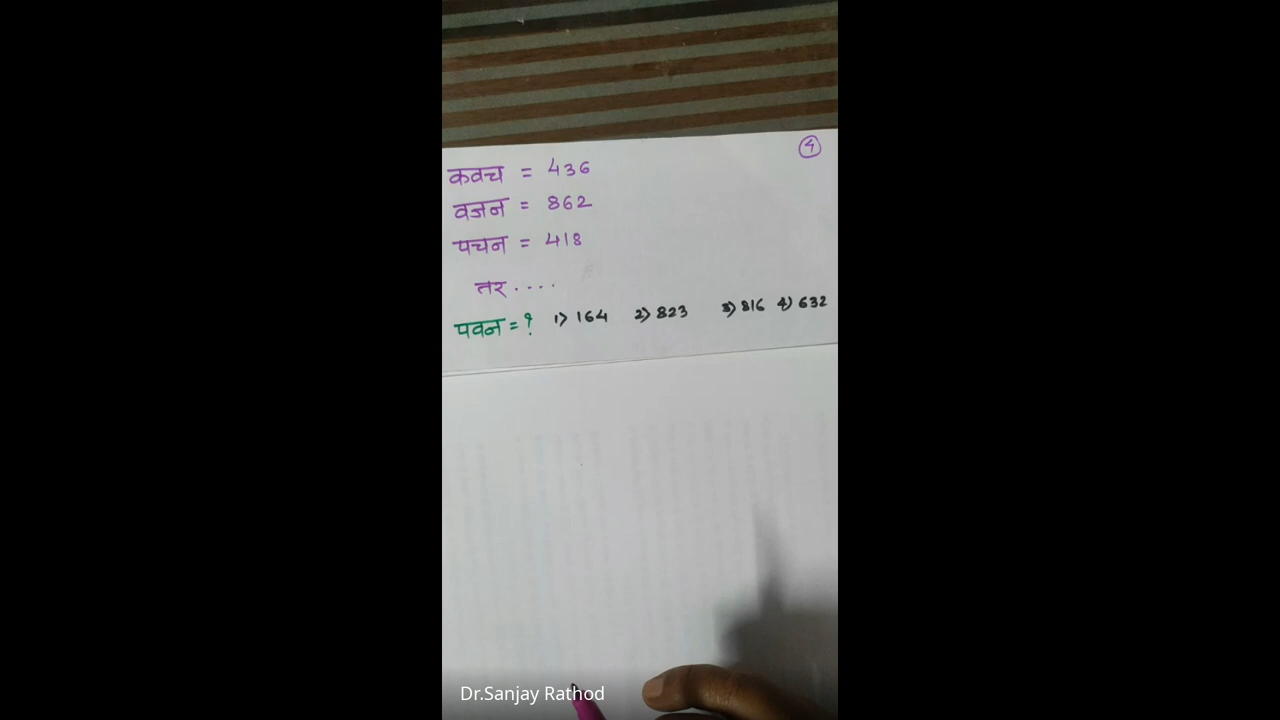 4
कवच = 436
वजन = 862
पचन = 418
तर ....
पवन = ? 1) 164 2) 823 3) 816 4) 632
Dr.Sanjay Rathod